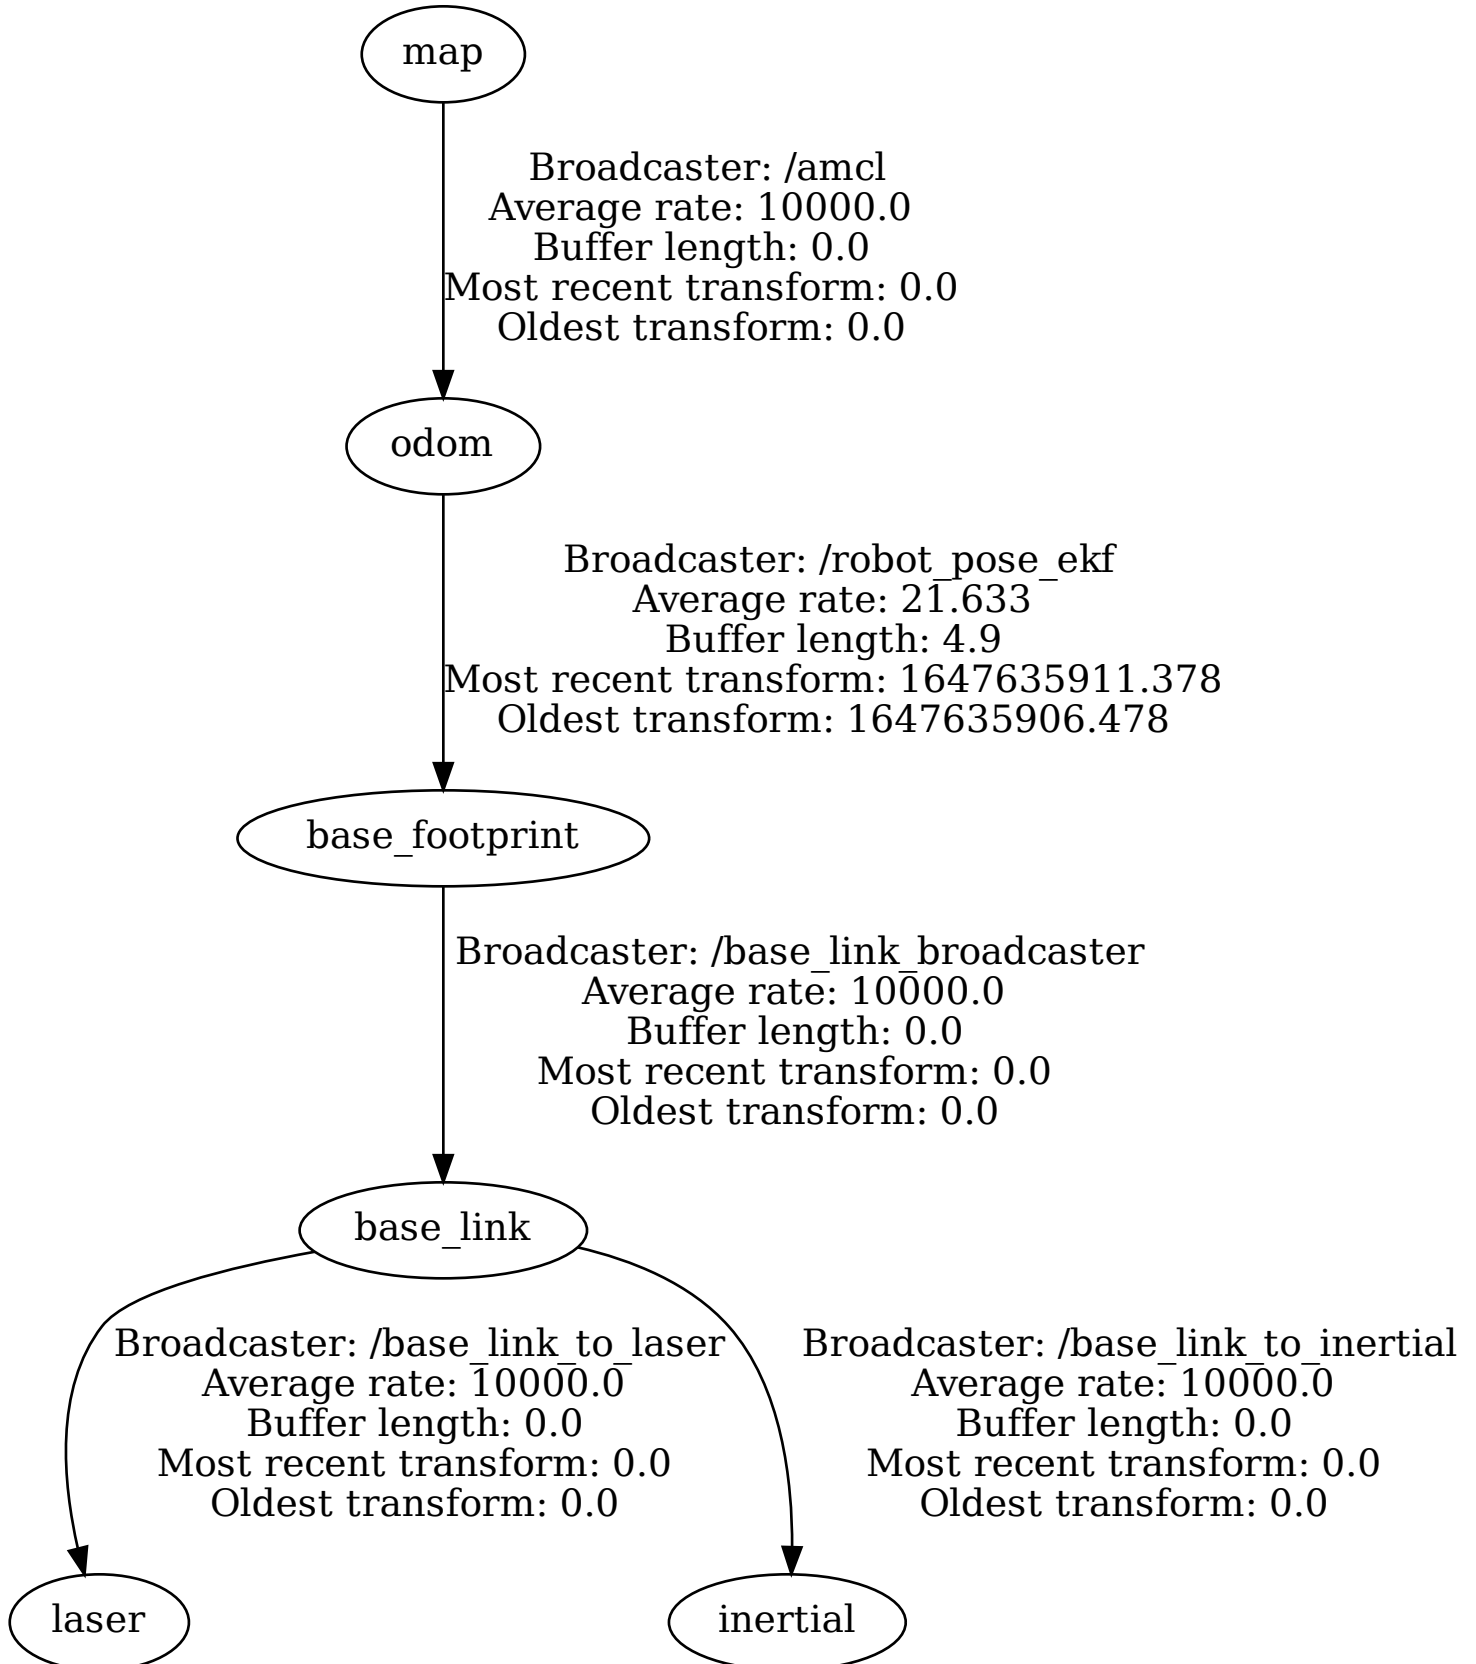 map
Broadcaster: /amcl
Average rate: 10000.0
Buffer length: 0.0
Most recent transform: 0.0
Oldest transform: 0.0
odom
Broadcaster: /robot_pose_ekf
Average rate: 21.633
Buffer length: 4.9
Most recent transform: 1647635911.378
Oldest transform: 1647635906.478
base_footprint
Broadcaster: /base_link_broadcaster
Average rate: 10000.0
Buffer length: 0.0
Most recent transform: 0.0
Oldest transform: 0.0
base_link
Broadcaster: /base_link_to_laser
Average rate: 10000.0
Buffer length: 0.0
Most recent transform: 0.0
Oldest transform: 0.0
Broadcaster: /base_link_to_inertial
Average rate: 10000.0
Buffer length: 0.0
Most recent transform: 0.0
Oldest transform: 0.0
laser
inertial